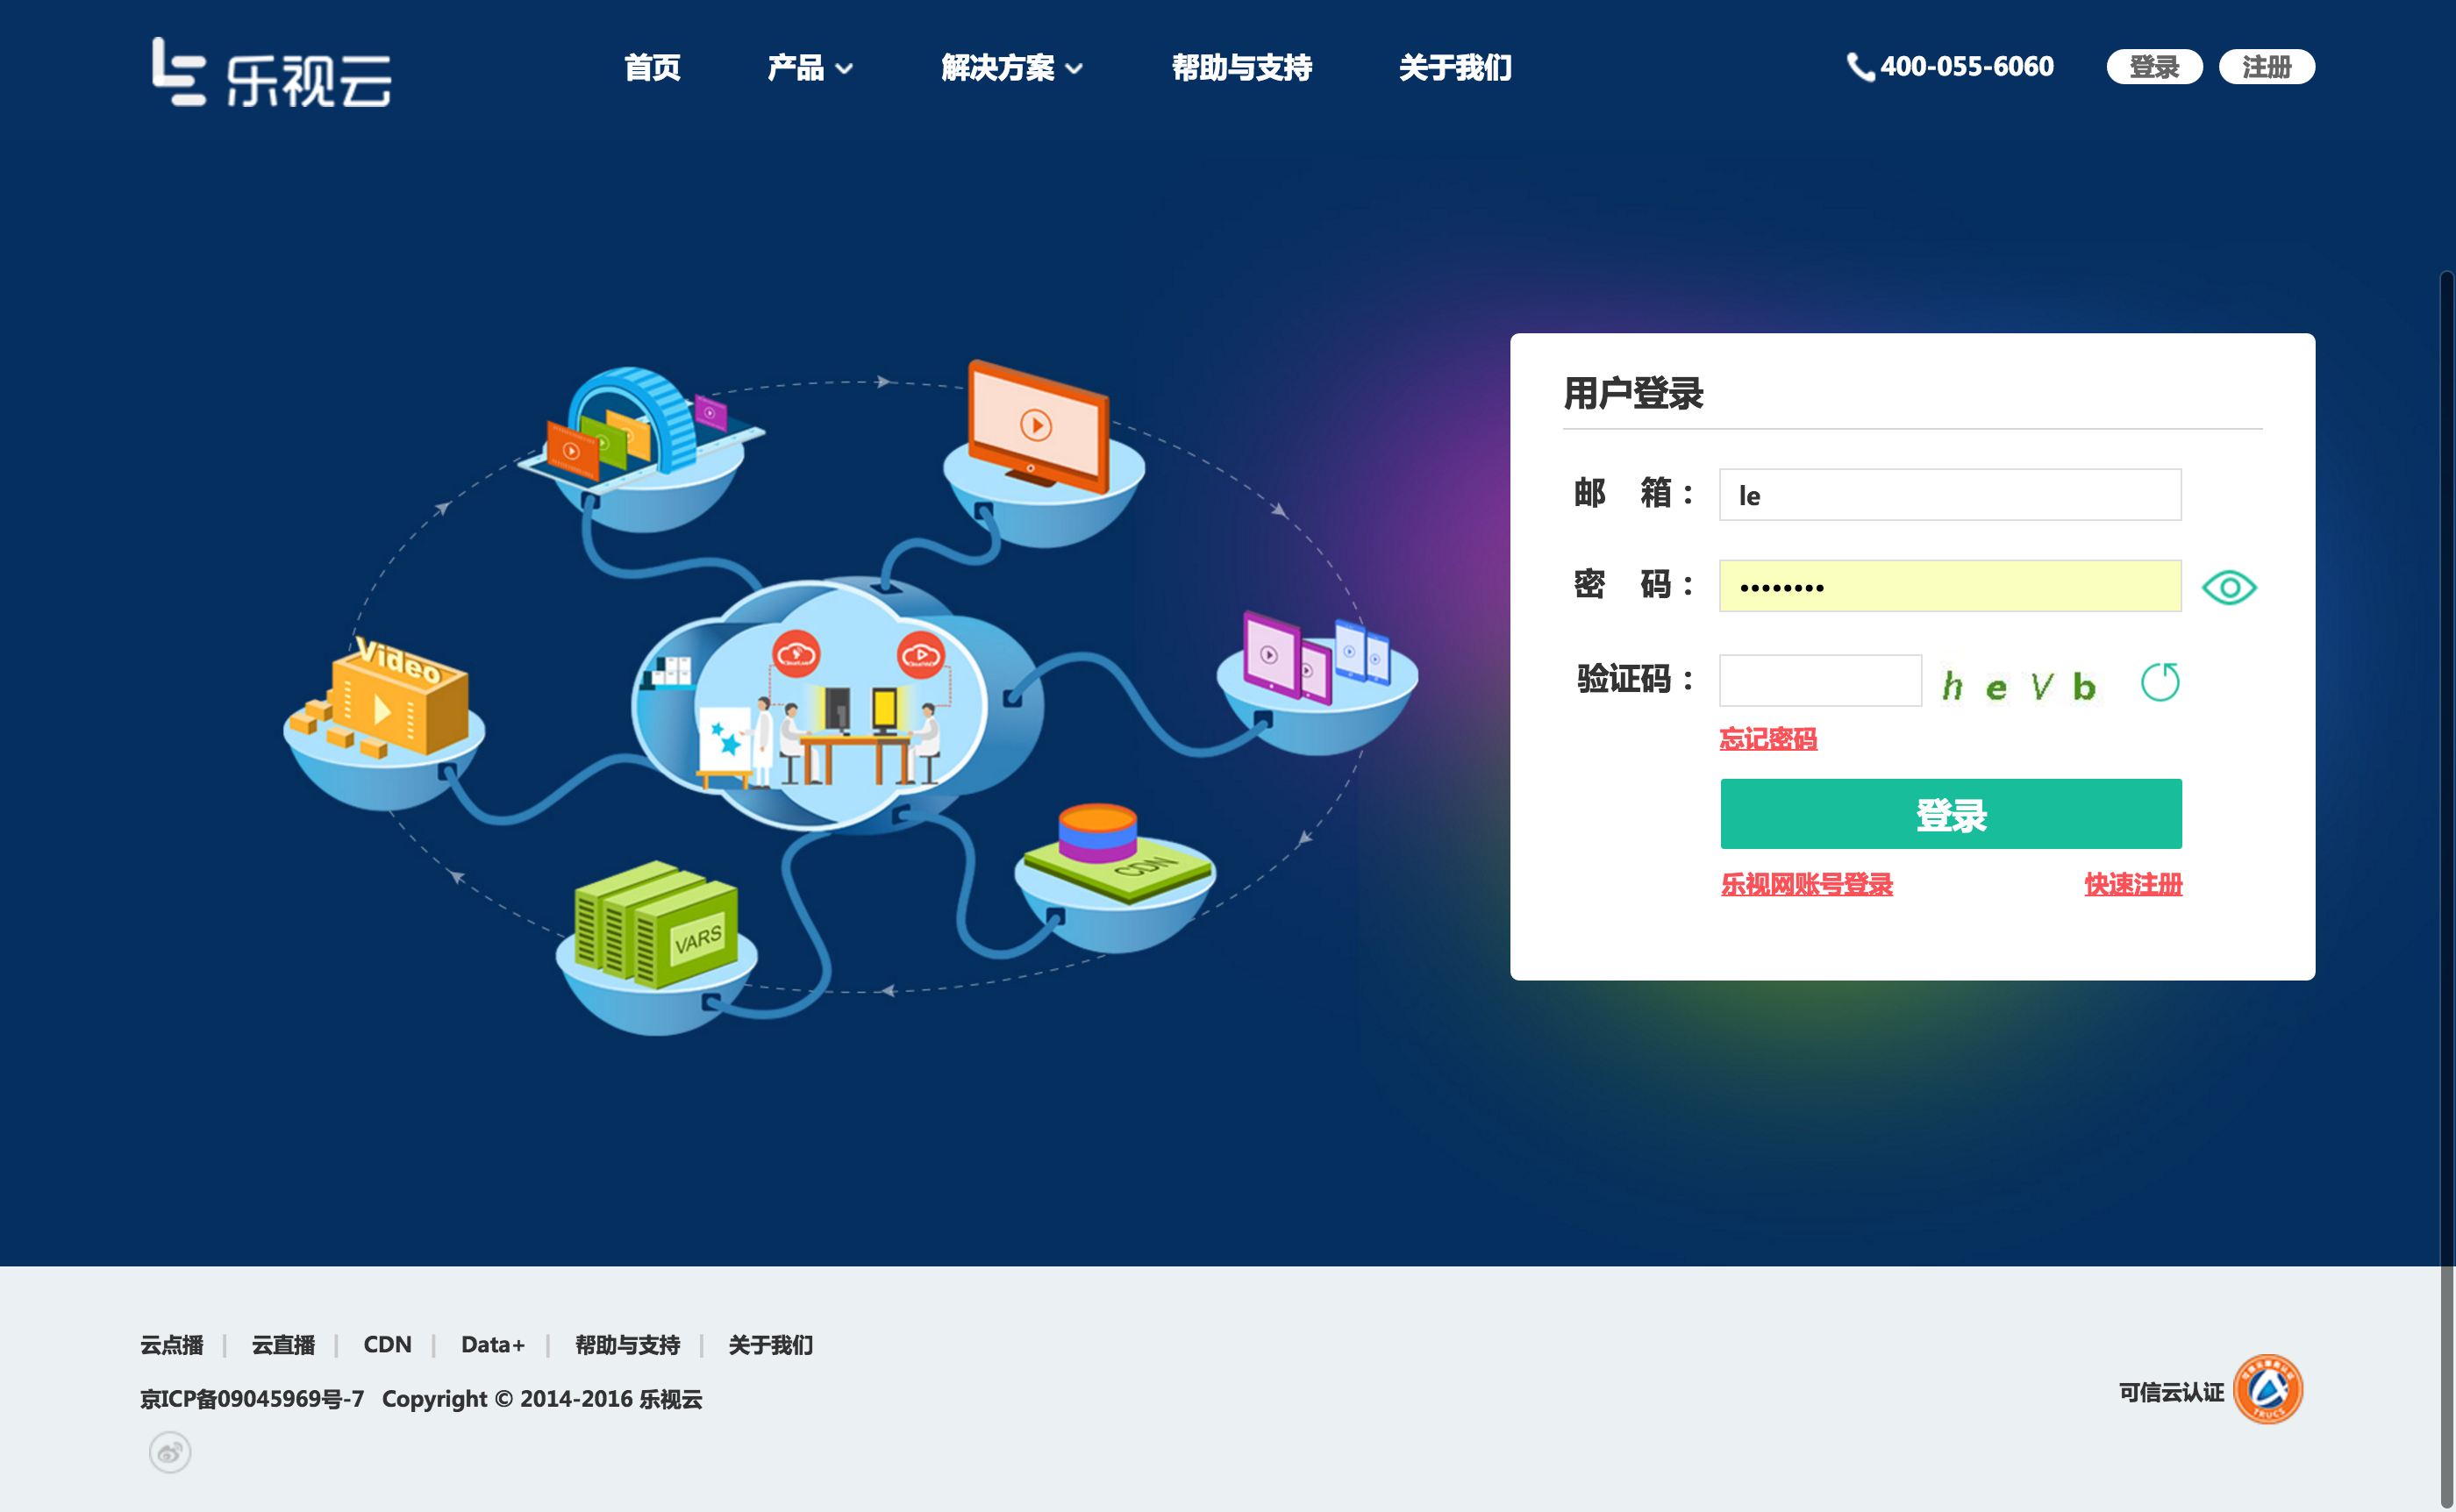 乐视云
首页 产品 解决方案 帮助与支持 关于我们 400-055-6060 登录 注册
用户登录
邮 箱： le
密 码： ••••••••
验证码： h e V b
忘记密码
登录
乐视网账号登录 快速注册
Video
CDN
VARS
云点播 | 云直播 | CDN | Data+ | 帮助与支持 | 关于我们
京ICP备09045969号-7 Copyright © 2014-2016 乐视云
可信云认证
TRUCS